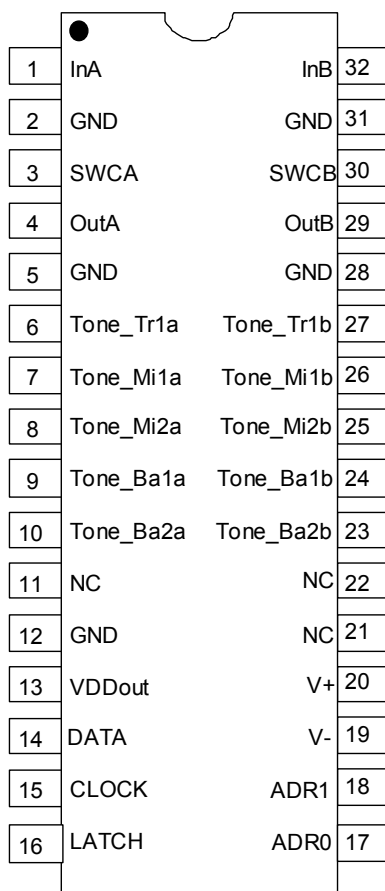 1 InA InB 32
2 GND GND 31
3 SWCA SWCB 30
4 OutA OutB 29
5 GND GND 28
6 Tone_Tr1a Tone_Tr1b 27
7 Tone_Mi1a Tone_Mi1b 26
8 Tone_Mi2a Tone_Mi2b 25
9 Tone_Ba1a Tone_Ba1b 24
10 Tone_Ba2a Tone_Ba2b 23
11 NC NC 22
12 GND NC 21
13 VDDout V+ 20
14 DATA V- 19
15 CLOCK ADR1 18
16 LATCH ADR0 17